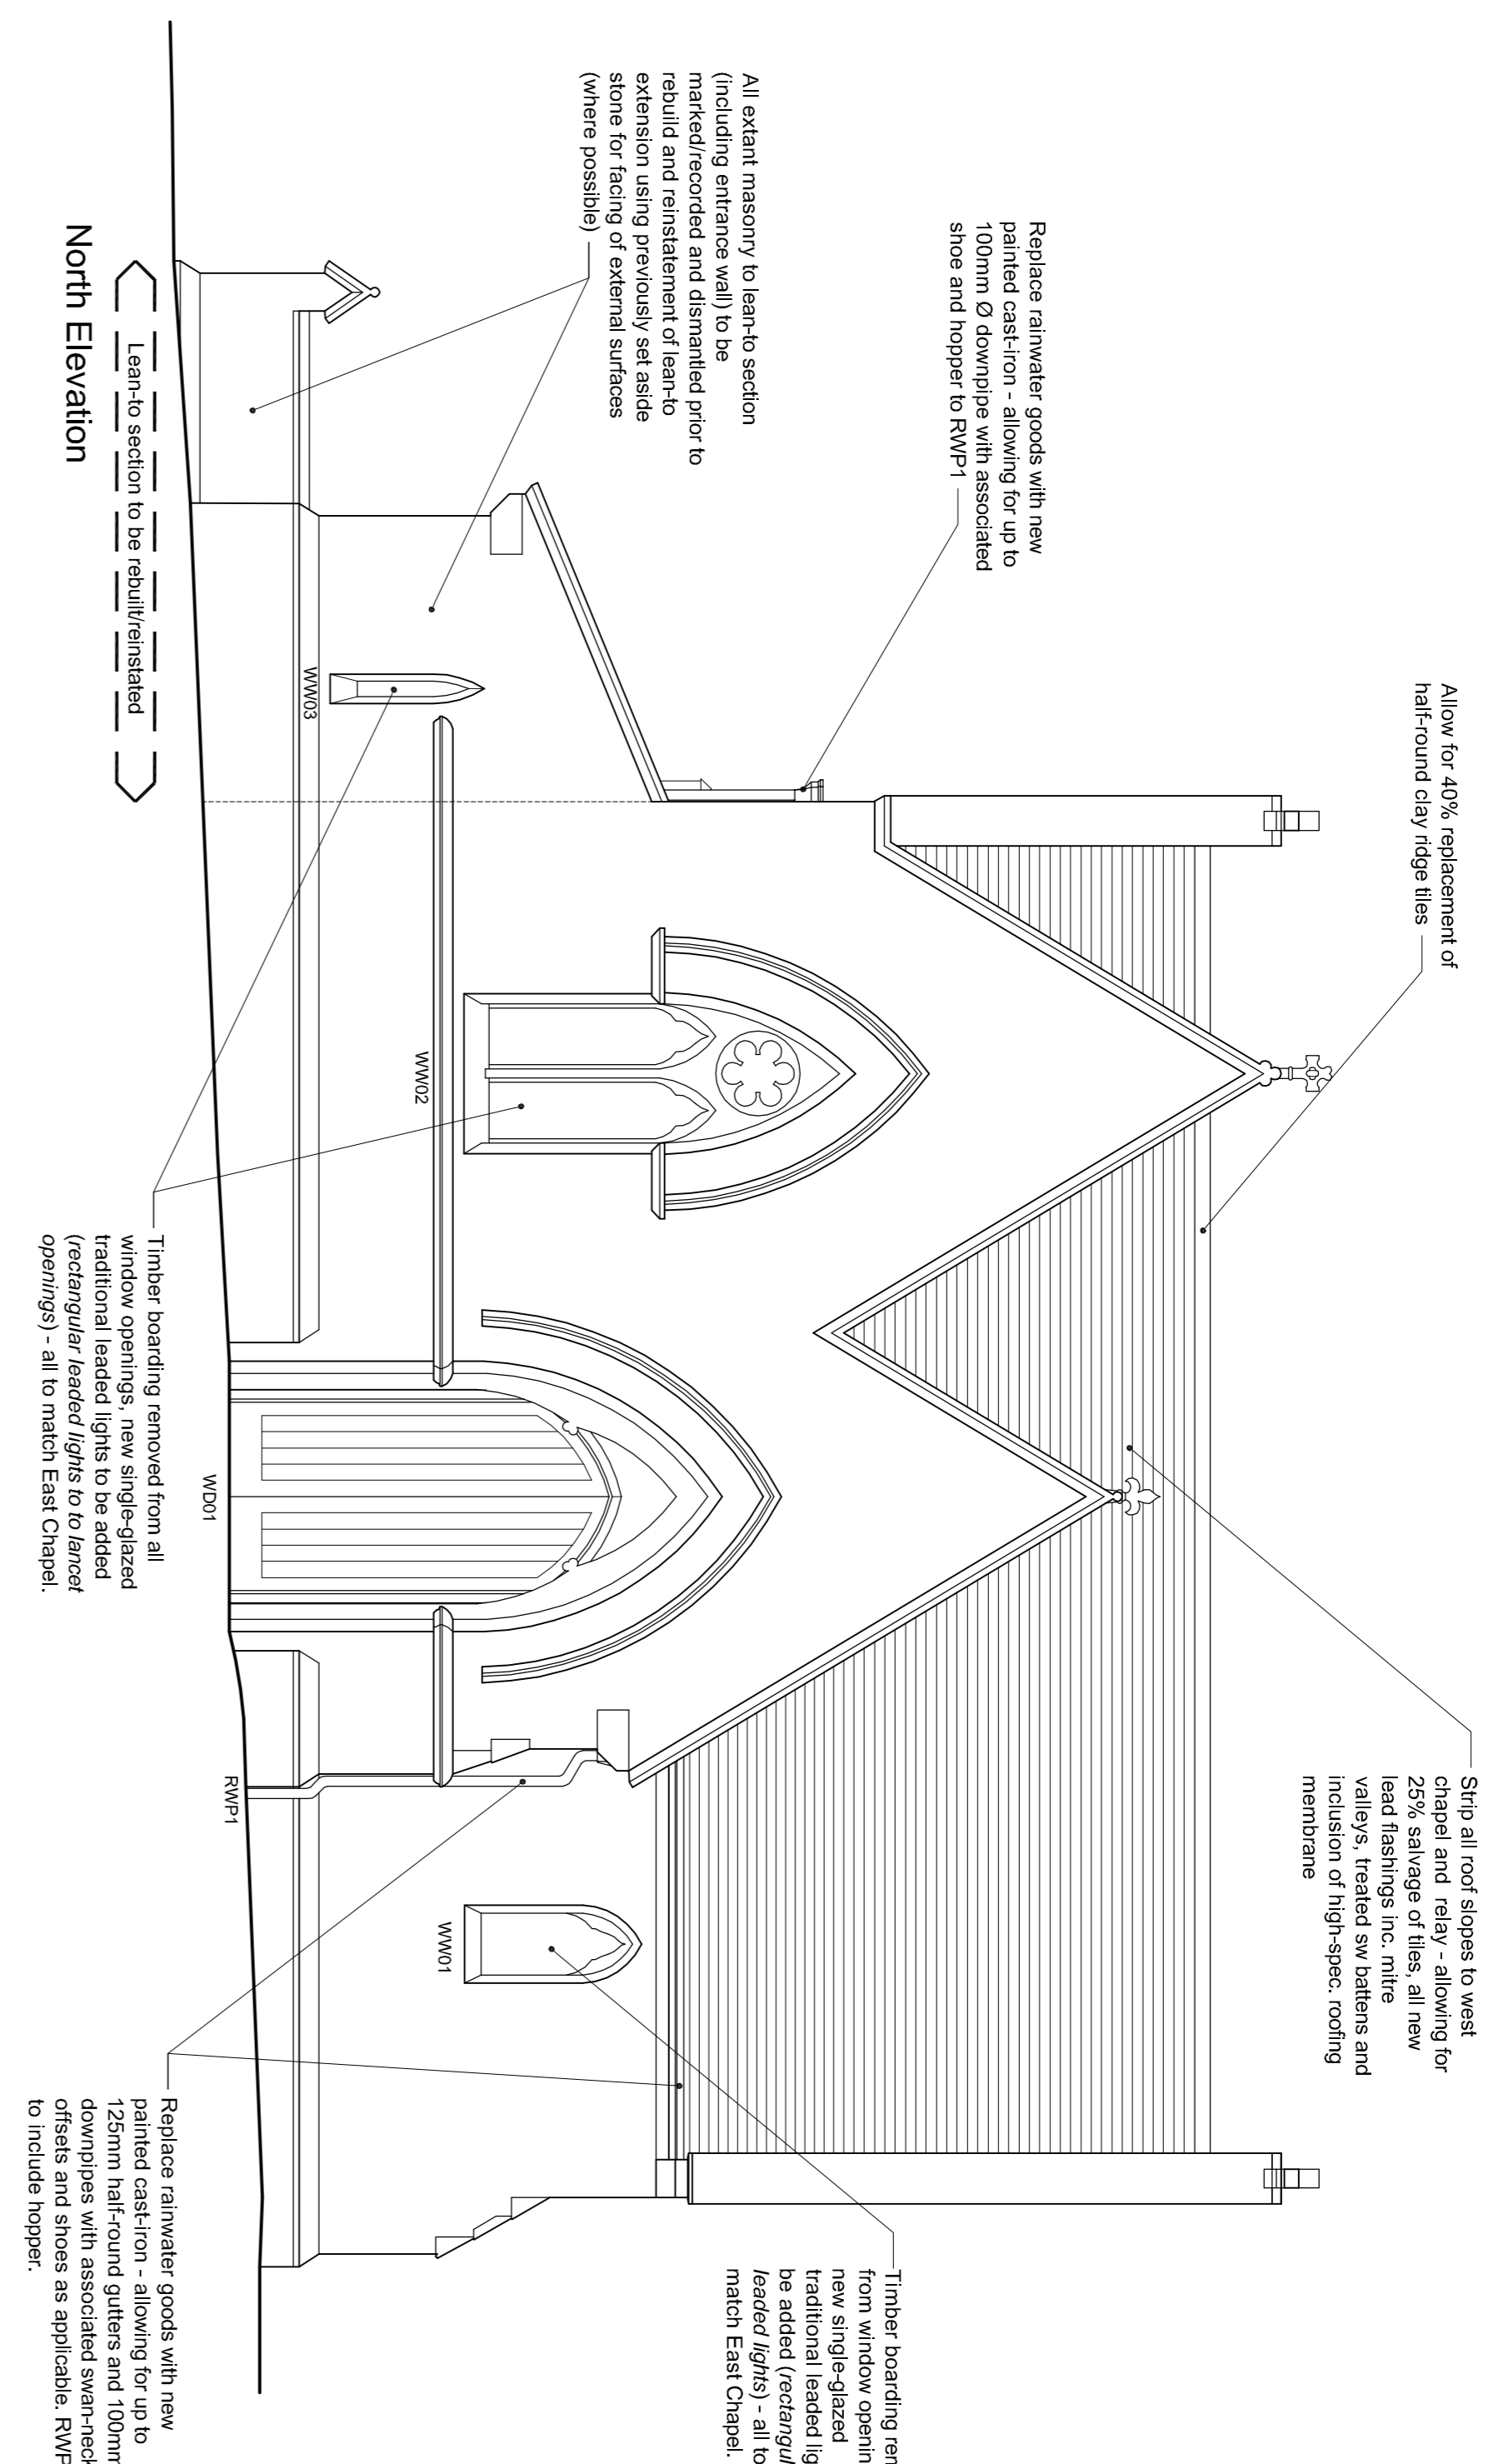 Allow for 40% replacement of
half-round clay ridge tiles
Strip all roof slopes to west
chapel and relay - allowing for
25% salvage of tiles, all new
lead flashings inc. mitre
valleys, treated sw battens and
inclusion of high-spec. roofing
membrane
Replace rainwater goods with new
painted cast-iron - allowing for up to
100mm Ø downpipe with associated
shoe and hopper to RWP1
All extant masonry to lean-to section
(including entrance wall) to be
marked/recorded and dismantled prior to
rebuild and reinstatement of lean-to
extension using previously set aside
stone for facing of external surfaces
(where possible)
Timber boarding
from window
new single-glazed
traditional leaded
be added
leaded lights) - all to
match East Chapel.
WW03
WW02
WW01
WD01
RWP1
Lean-to section to be rebuilt/reinstated
North Elevation
Timber boarding removed from all
window openings, new single-glazed
traditional leaded lights to be added
(rectangular leaded lights to to lancet
openings) - all to match East Chapel.
Replace rainwater goods with new
painted cast-iron - allowing for up to
125mm half-round gutters and 100mm
downpipes with associated
offsets and shoes as applicable.
to include hopper.